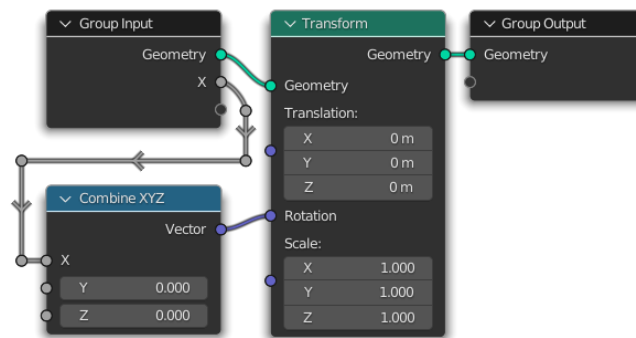 Group Input
Geometry
X
Transform
Geometry
Geometry
Translation:
X 0 m
Y 0 m
Z 0 m
Rotation
Scale:
X 1.000
Y 1.000
Z 1.000
Group Output
Geometry
Combine XYZ
Vector
X
Y 0.000
Z 0.000